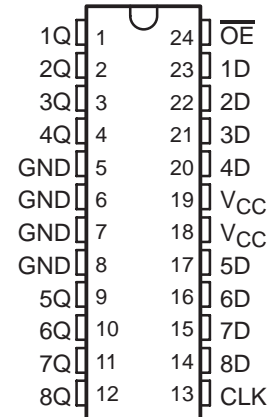 1Q 1 24 OE
2Q 2 23 1D
3Q 3 22 2D
4Q 4 21 3D
GND 5 20 4D
GND 6 19 VCC
GND 7 18 VCC
GND 8 17 5D
5Q 9 16 6D
6Q 10 15 7D
7Q 11 14 8D
8Q 12 13 CLK